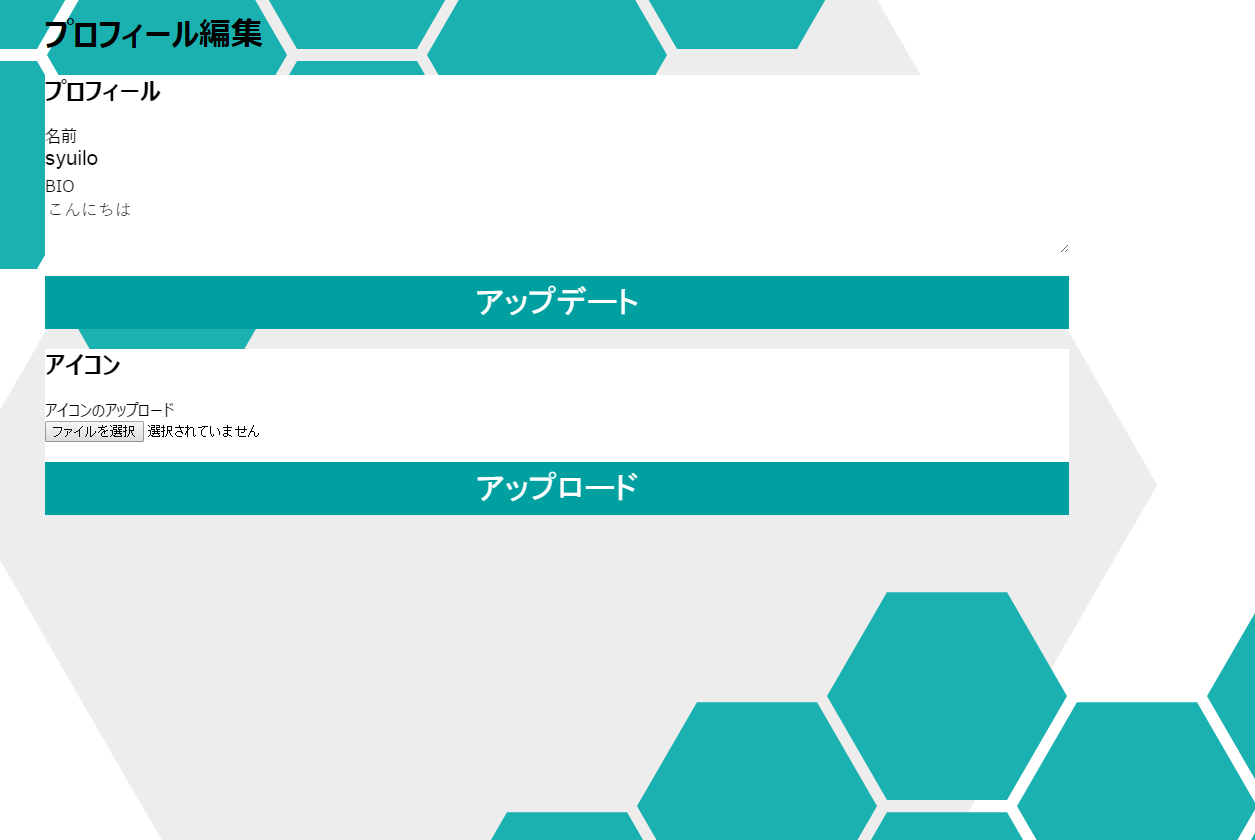 プロフィール編集
プロフィール
名前
syuilo
BIO
こんにちは
アップデート
アイコン
アイコンのアップロード
ファイルを選択 選択されていません
アップロード